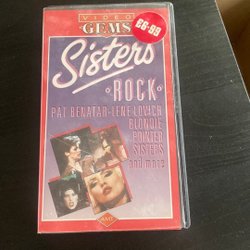 VIDEO
GEMS
£6·99
Sisters
ROCK
PAT BENATAR·LENE LOVICH
BLONDIE
POINTER
SISTERS
and more